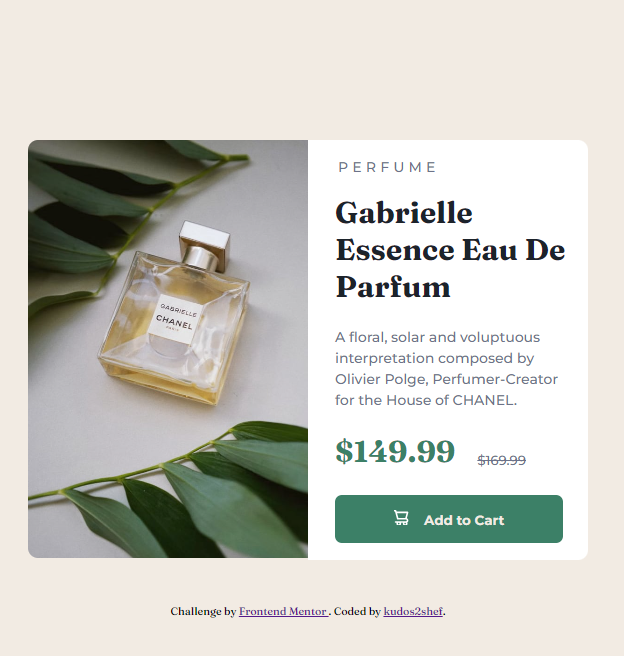 PERFUME
Gabrielle
Essence Eau De
Parfum
GABRIELLE
CHANEL
PARIS
A floral, solar and voluptuous
interpretation composed by
Olivier Polge, Perfumer-Creator
for the House of CHANEL.
$149.99 $169.99
Add to Cart
Challenge by Frontend Mentor . Coded by kudos2shef.